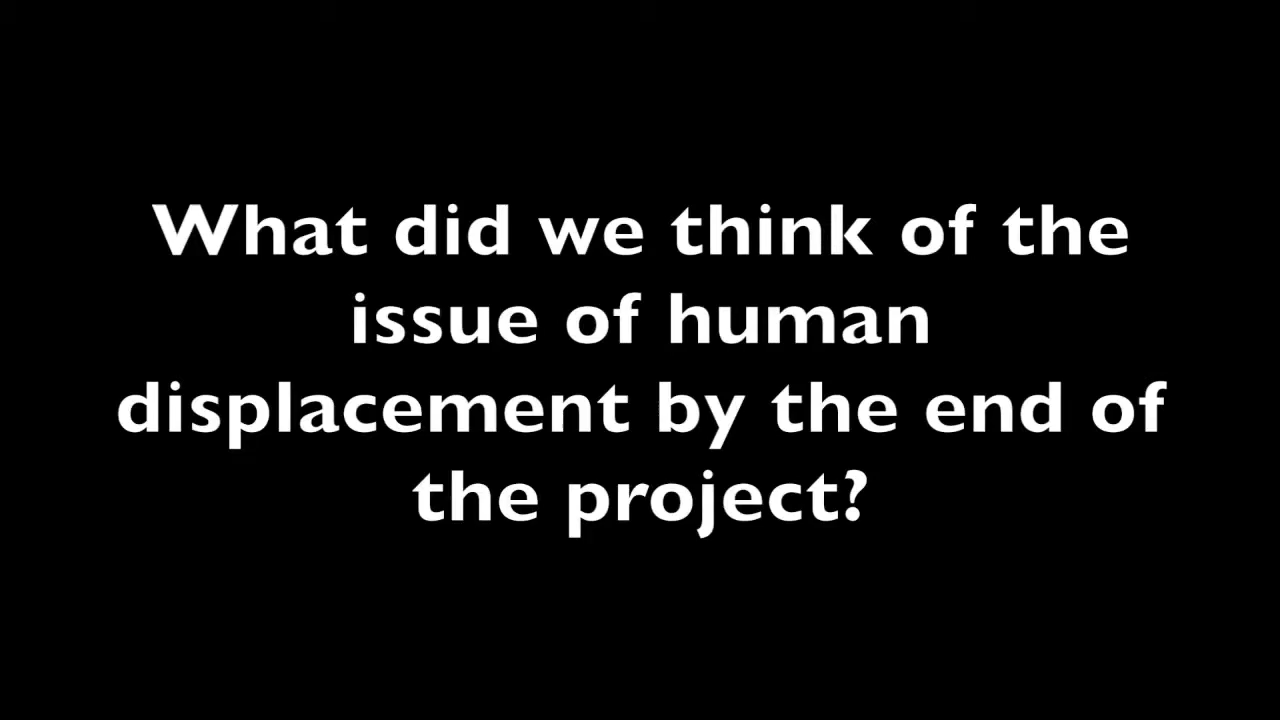 What did we think of the
issue of human
displacement by the end of
the project?